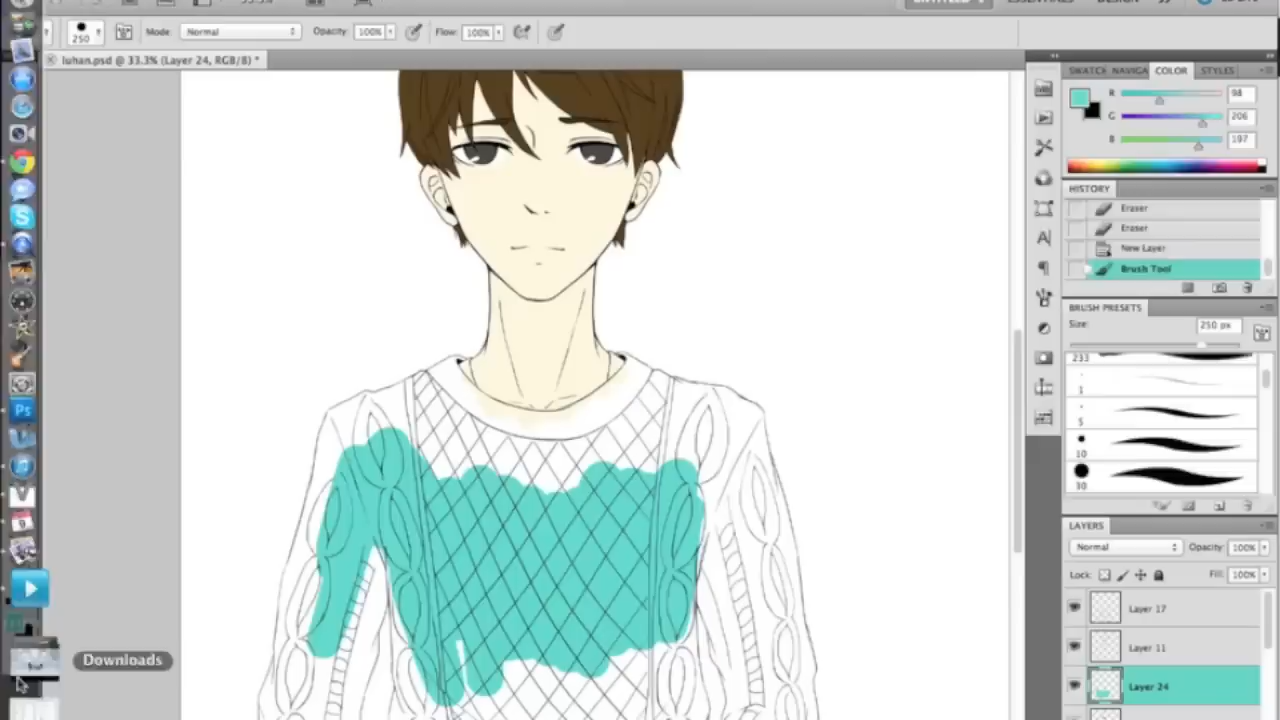 250 Mode: Normal Opacity: 100% Flow: 100%
luhan.psd @ 33.3% (Layer 24, RGB/8) *
SWATCH NAVIGA COLOR STYLES
R 98
G 206
B 197
HISTORY
Eraser
Eraser
New Layer
Brush Tool
BRUSH PRESETS
Size: 250 px
233
1
5
10
30
LAYERS
Normal Opacity: 100%
Lock: Fill: 100%
Layer 17
Layer 11
Layer 24
Ps
Downloads